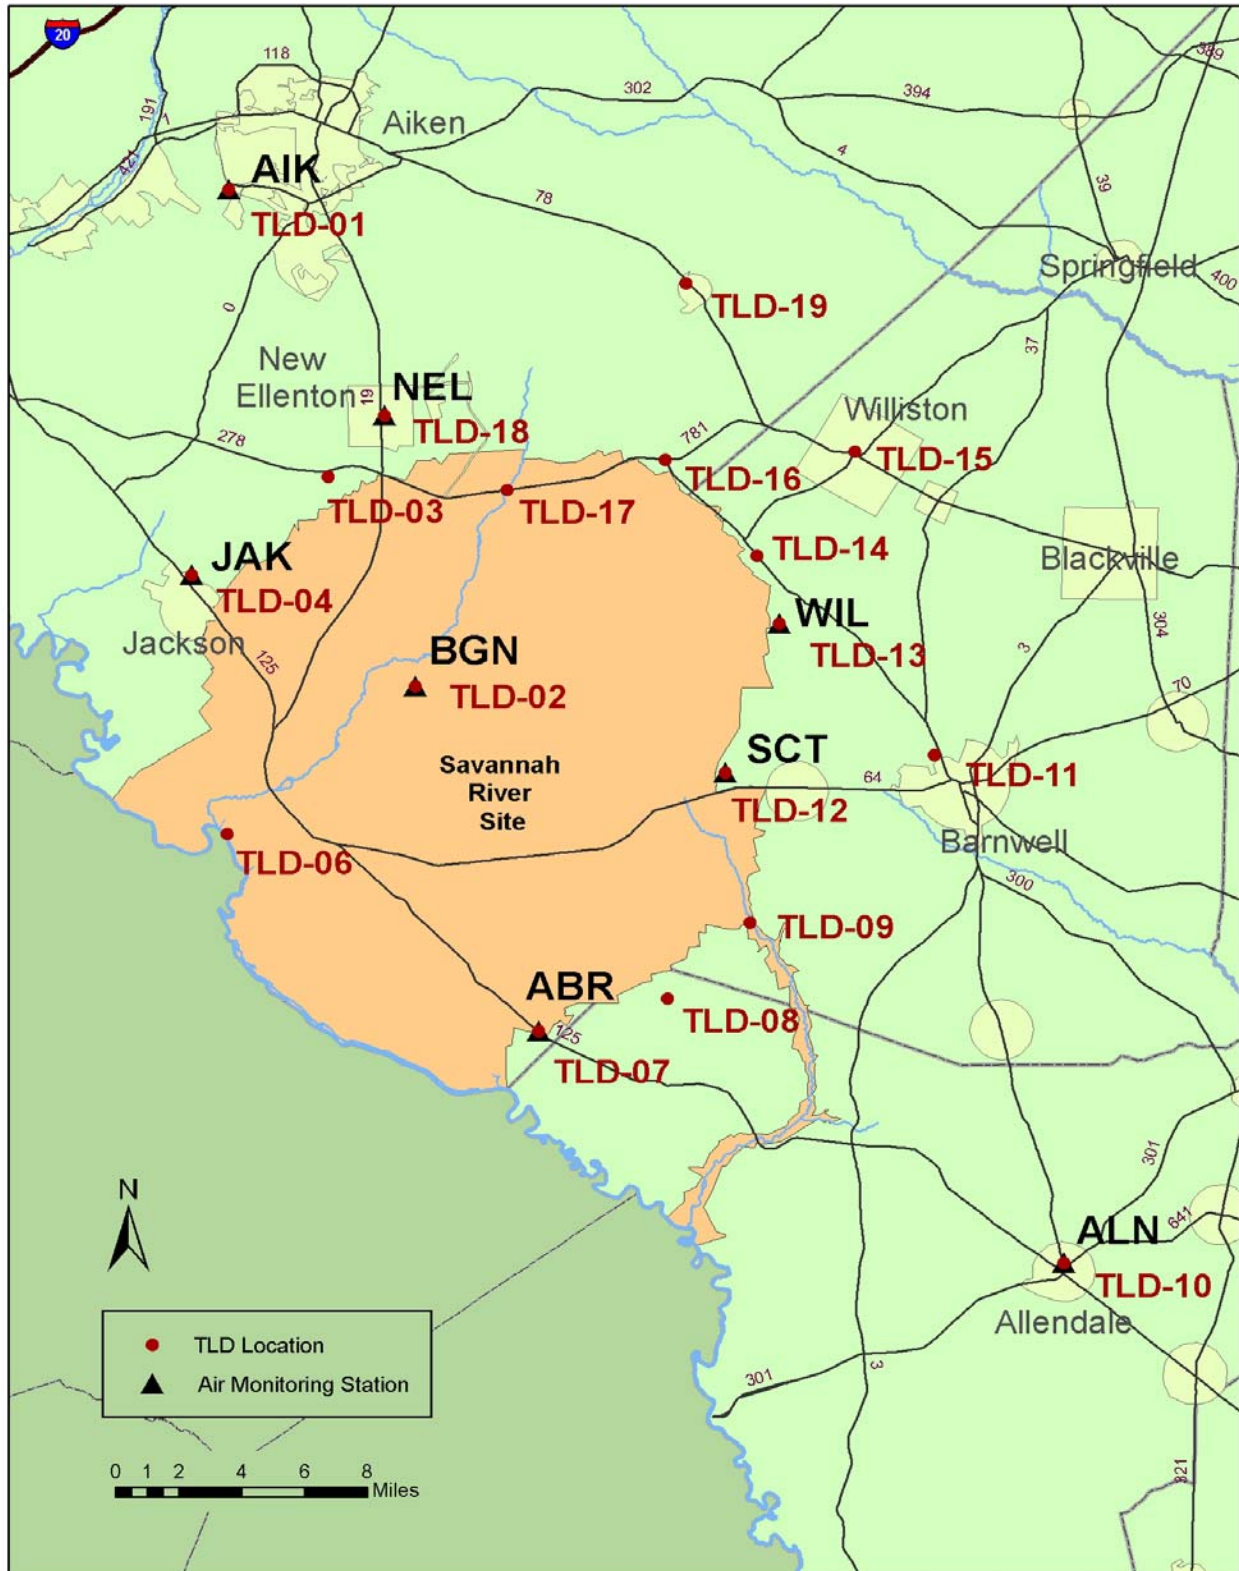 20
118
302
394
389
191
1
421
Aiken
4
39
AIK
TLD-01
78
Springfield
400
0
TLD-19
37
New
Ellenton
19
NEL
TLD-18
Williston
278
781
TLD-15
TLD-16
TLD-03
TLD-17
JAK
TLD-04
TLD-14
Blackville
Jackson
125
BGN
TLD-02
WIL
TLD-13
3
304
70
Savannah
River
Site
SCT
TLD-12
64
TLD-11
Barnwell
TLD-06
300
TLD-09
ABR
125
TLD-07
TLD-08
301
641
ALN
TLD-10
Allendale
N
TLD Location
Air Monitoring Station
301
3
321
0 1 2 4 6 8
Miles